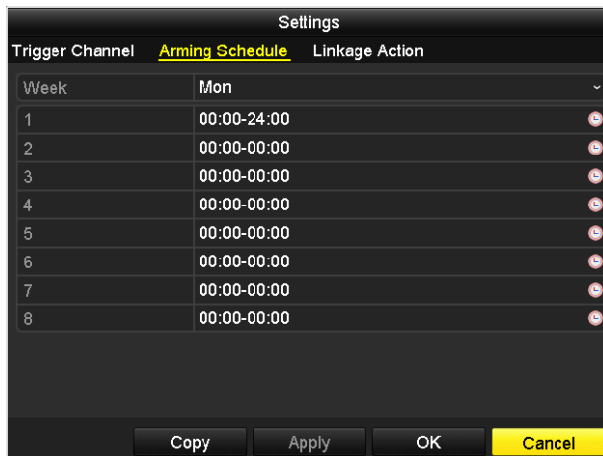 Settings
Trigger Channel Arming Schedule Linkage Action
Week Mon
1 00:00-24:00
2 00:00-00:00
3 00:00-00:00
4 00:00-00:00
5 00:00-00:00
6 00:00-00:00
7 00:00-00:00
8 00:00-00:00
Copy Apply OK Cancel